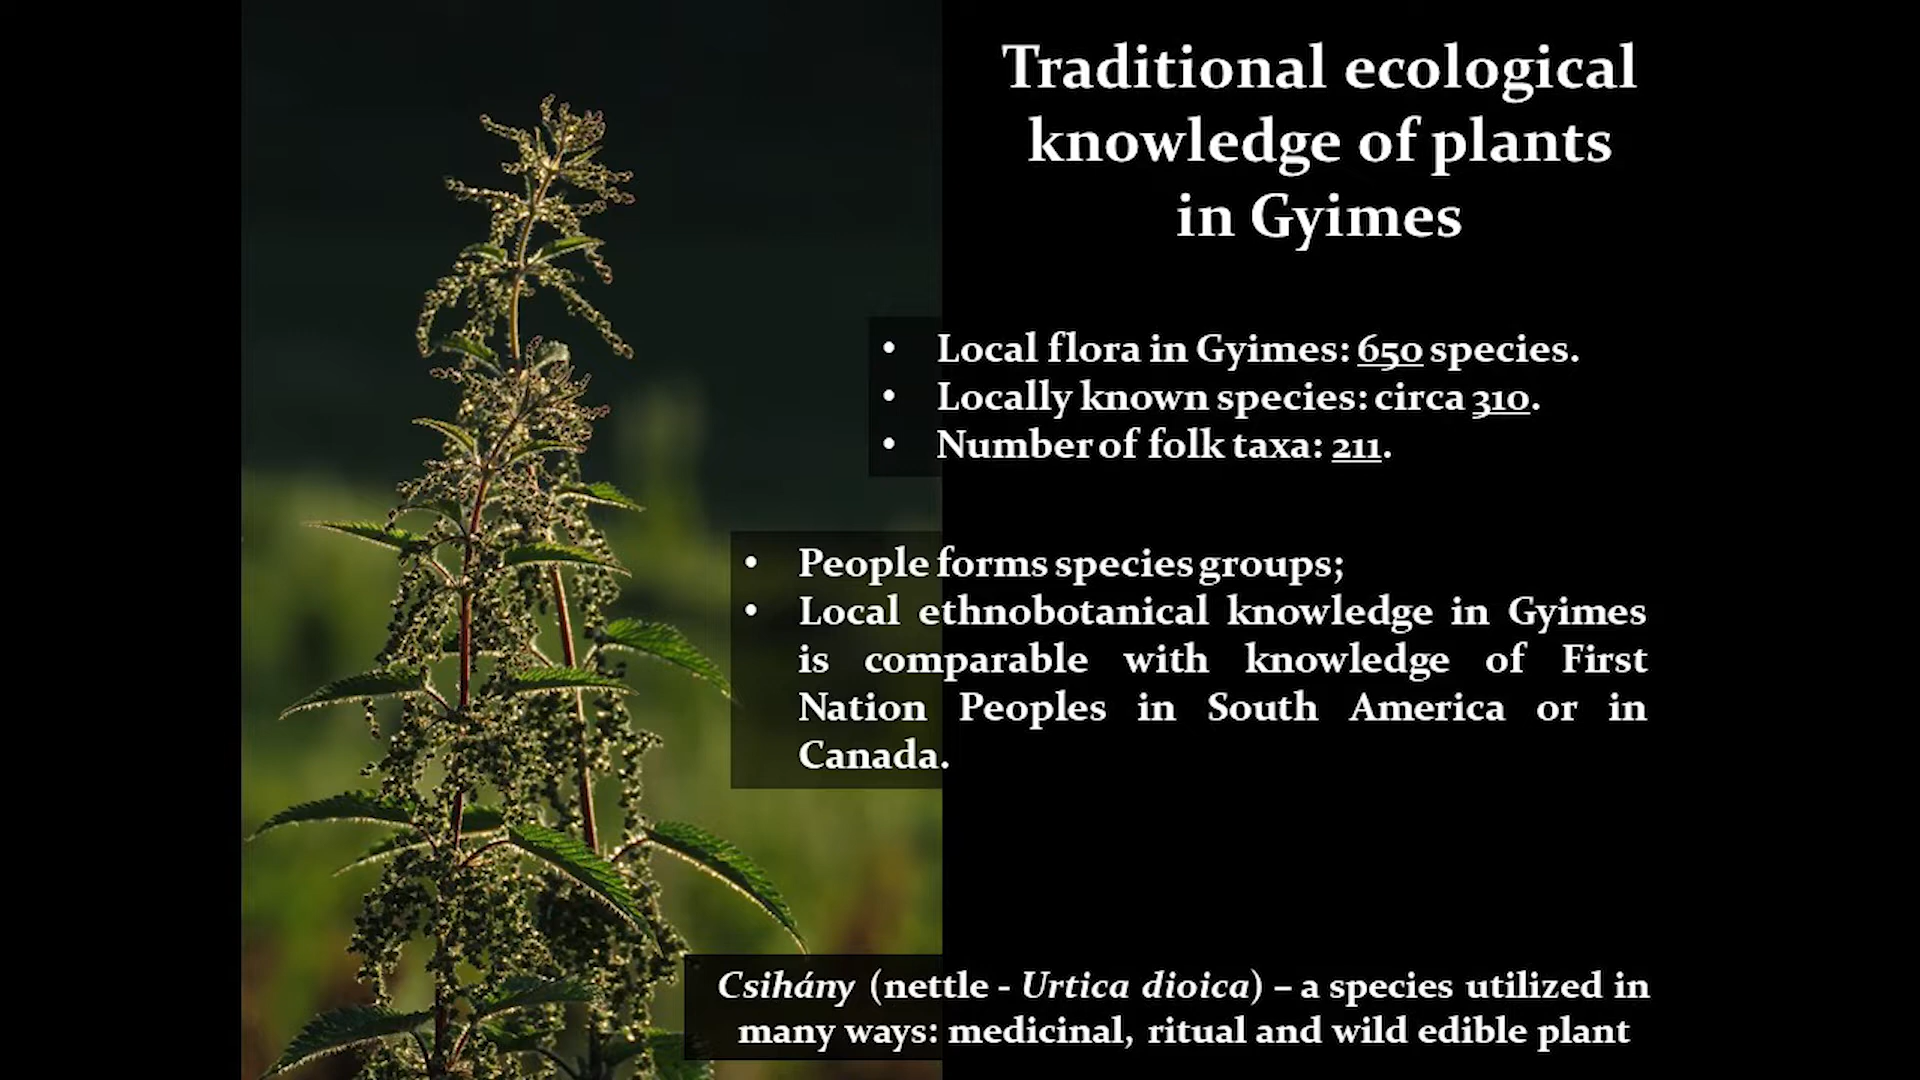 Traditional ecological
knowledge of plants
in Gyimes
• Local flora in Gyimes: 650 species.
• Locally known species: circa 310.
• Number of folk taxa: 211.
• People forms species groups;
• Local ethnobotanical knowledge in Gyimes
is comparable with knowledge of First
Nation Peoples in South America or in
Canada.
Csihány (nettle - Urtica dioica) – a species utilized in
many ways: medicinal, ritual and wild edible plant